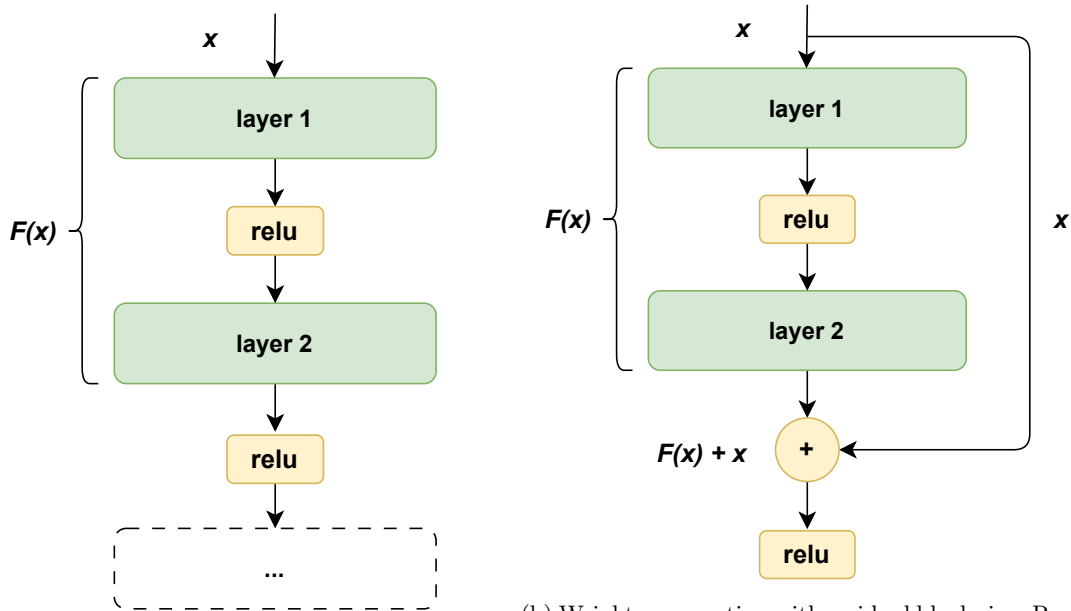 x
layer 1
relu
F(x)
layer 2
relu
...
x
layer 1
relu
F(x)
x
layer 2
F(x) + x
+
relu